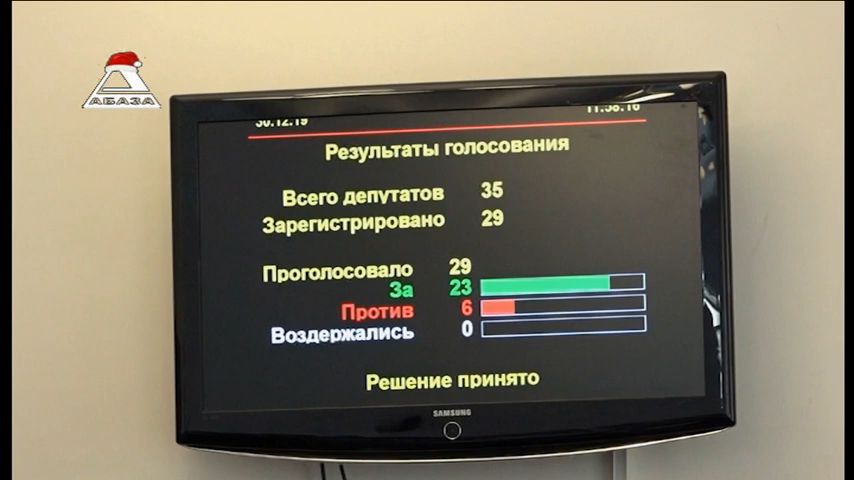 АБАЗА
30.12.19 11:58:16
Результаты голосования
Всего депутатов 35
Зарегистрировано 29
Проголосовало 29
За 23
Против 6
Воздержались 0
Решение принято
SAMSUNG